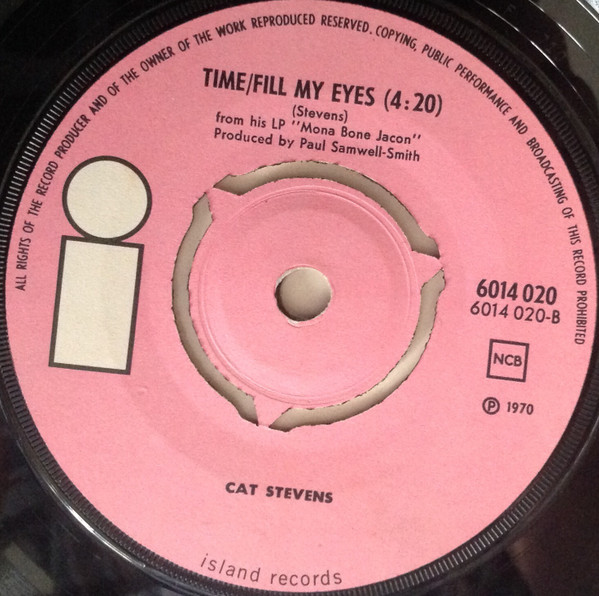 ALL RIGHTS OF THE RECORD PRODUCER AND OF THE OWNER OF THE WORK REPRODUCED RESERVED. COPYING, PUBLIC PERFORMANCE AND BROADCASTING OF THIS RECORD PROHIBITED
TIME/FILL MY EYES (4:20)
(Stevens)
from his LP "Mona Bone Jacon"
Produced by Paul Samwell-Smith
i
6014 020
6014 020-B
NCB
Ⓟ 1970
CAT STEVENS
island records